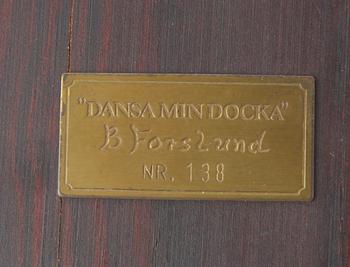 "DANSA MIN DOCKA"
B Forslund
NR. 138